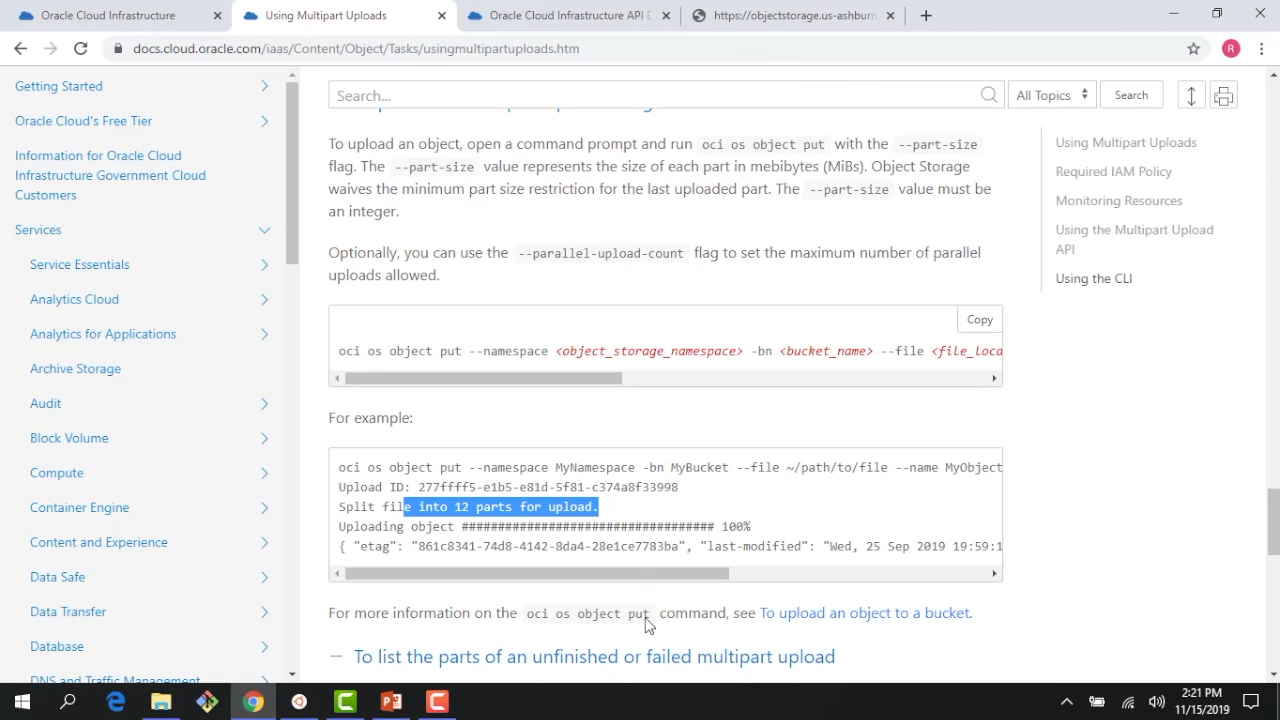 Oracle Cloud Infrastructure
Using Multipart Uploads
Oracle Cloud Infrastructure API D
https://objectstorage.us-ashburn
docs.cloud.oracle.com/iaas/Content/Object/Tasks/usingmultipartuploads.htm
R
Getting Started
Oracle Cloud's Free Tier
Information for Oracle Cloud
Infrastructure Government Cloud
Customers
Services
Service Essentials
Analytics Cloud
Analytics for Applications
Archive Storage
Audit
Block Volume
Compute
Container Engine
Content and Experience
Data Safe
Data Transfer
Database
DNS and Traffic Management
Search...
All Topics
Search
To upload an object, open a command prompt and run oci os object put with the --part-size
flag. The --part-size value represents the size of each part in mebibytes (MiBs). Object Storage
waives the minimum part size restriction for the last uploaded part. The --part-size value must be
an integer.
Optionally, you can use the --parallel-upload-count flag to set the maximum number of parallel
uploads allowed.
Copy
oci os object put --namespace <object_storage_namespace> -bn <bucket_name> --file <file_loca
For example:
oci os object put --namespace MyNamespace -bn MyBucket --file ~/path/to/file --name MyObject
Upload ID: 277ffff5-e1b5-e81d-5f81-c374a8f33998
Split file into 12 parts for upload.
Uploading object ################################### 100%
{ "etag": "861c8341-74d8-4142-8da4-28e1ce7783ba", "last-modified": "Wed, 25 Sep 2019 19:59:1
For more information on the oci os object put command, see To upload an object to a bucket.
To list the parts of an unfinished or failed multipart upload
Using Multipart Uploads
Required IAM Policy
Monitoring Resources
Using the Multipart Upload
API
Using the CLI
2:21 PM
11/15/2019